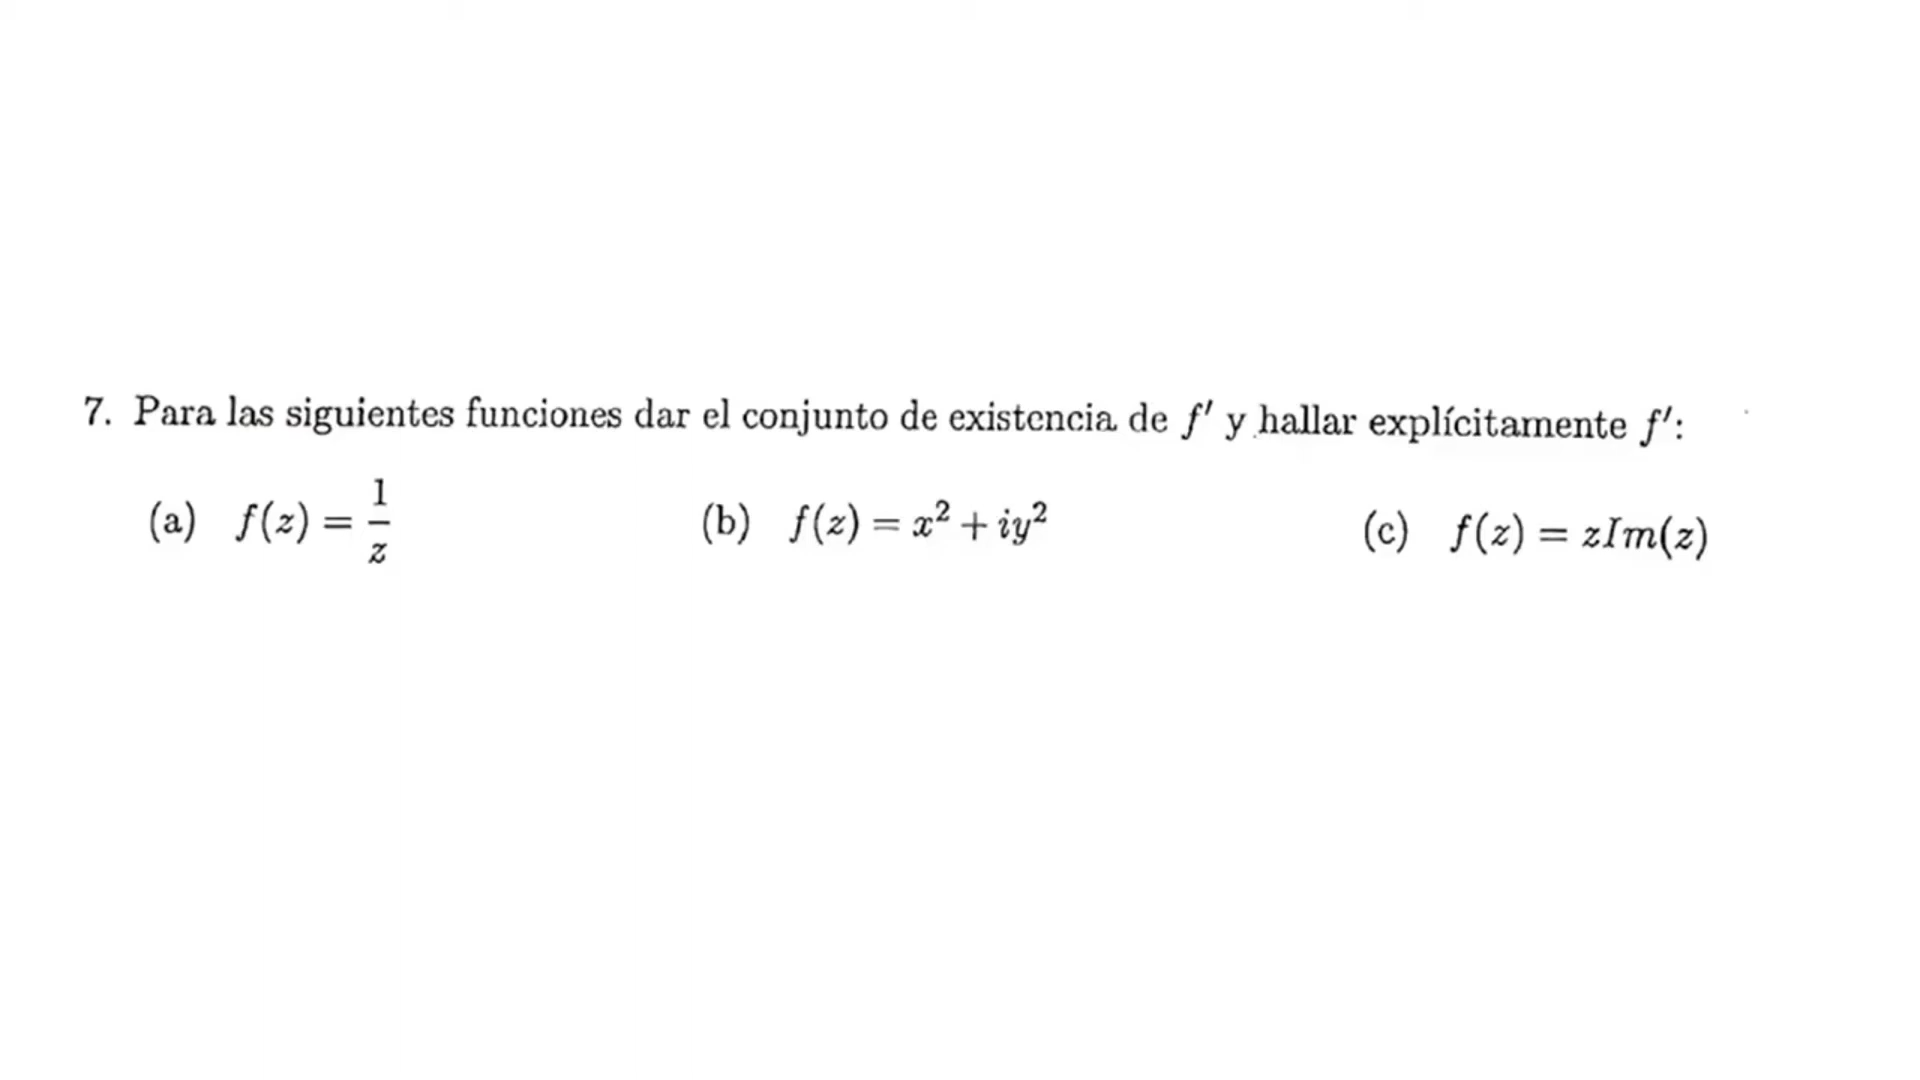 7. Para las siguientes funciones dar el conjunto de existencia de f′ y hallar explícitamente f′:
(a) f(z) = 1/z (b) f(z) = x² + iy² (c) f(z) = zIm(z)